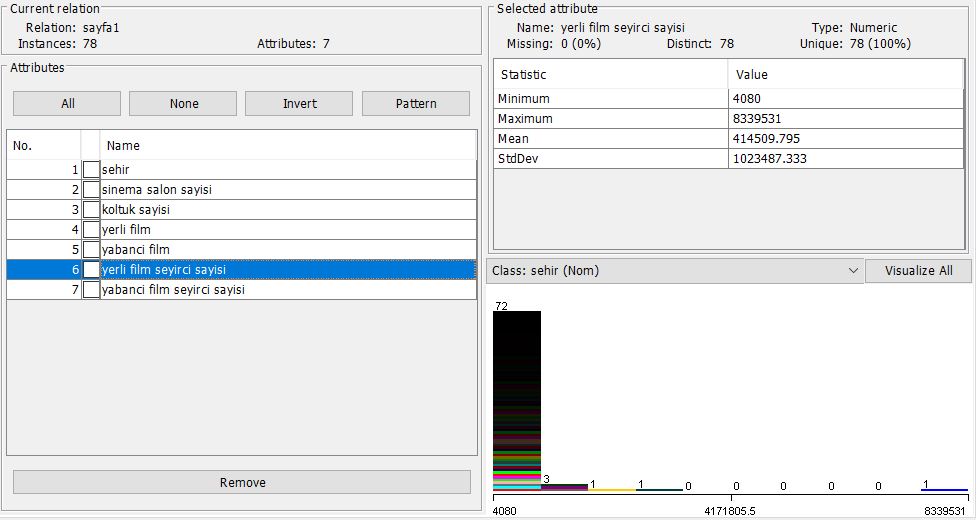 Current relation
Relation: sayfa1
Instances: 78 Attributes: 7
Attributes
All None Invert Pattern
No. Name
1 sehir
2 sinema salon sayisi
3 koltuk sayisi
4 yerli film
5 yabanci film
6 yerli film seyirci sayisi
7 yabanci film seyirci sayisi
Remove
Selected attribute
Name: yerli film seyirci sayisi Type: Numeric
Missing: 0 (0%) Distinct: 78 Unique: 78 (100%)
Statistic Value
Minimum 4080
Maximum 8339531
Mean 414509.795
StdDev 1023487.333
Class: sehir (Nom) Visualize All
72
3 1 1 0 0 0 0 0 1
4080 4171805.5 8339531